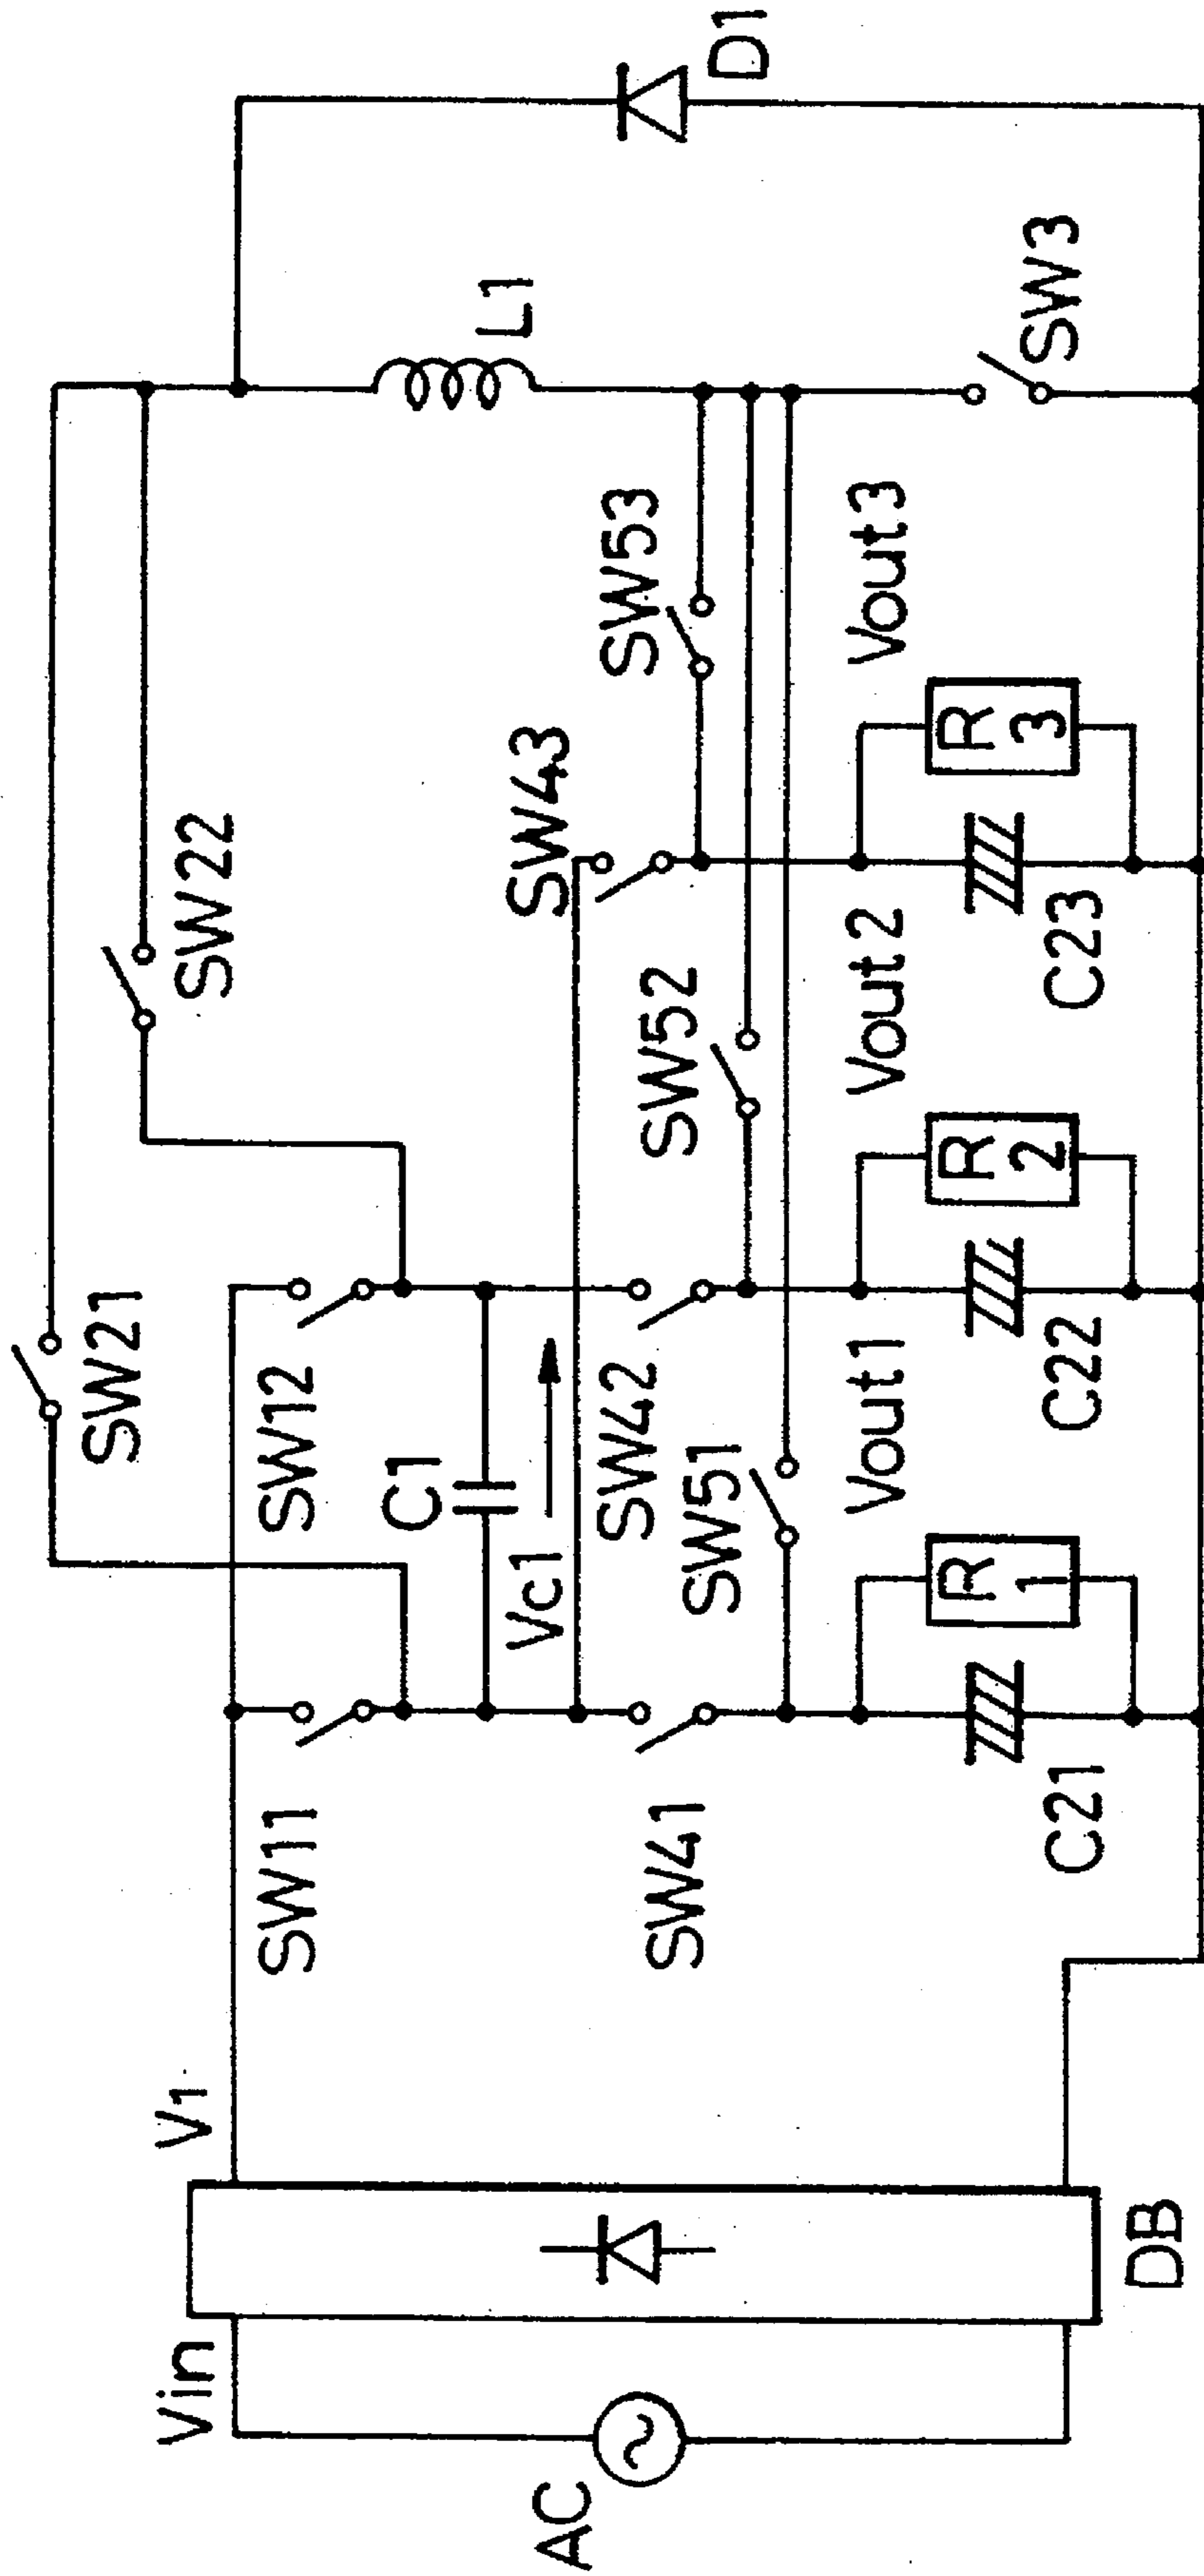 AC
Vin
DB
V1
SW11
SW12
SW21
SW22
C1
Vc1
SW41
SW42
SW43
SW51
SW52
SW53
L1
D1
SW3
C21
R
1
Vout1
C22
R
2
Vout2
C23
R
3
Vout3